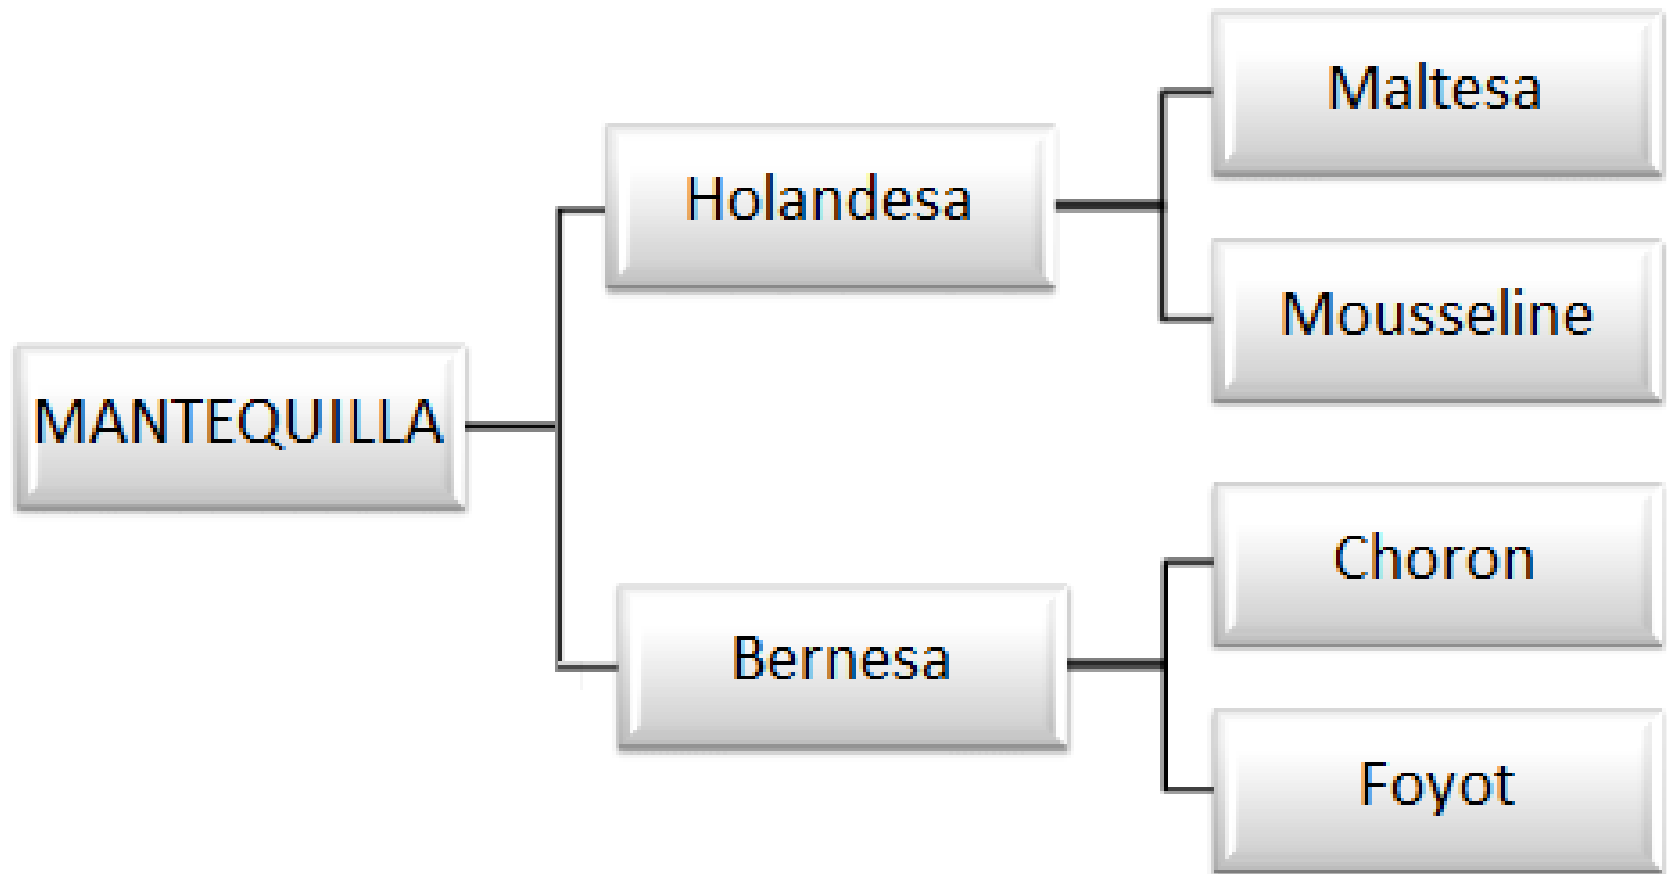 MANTEQUILLA
Holandesa
Maltesa
Mousseline
Bernesa
Choron
Foyot